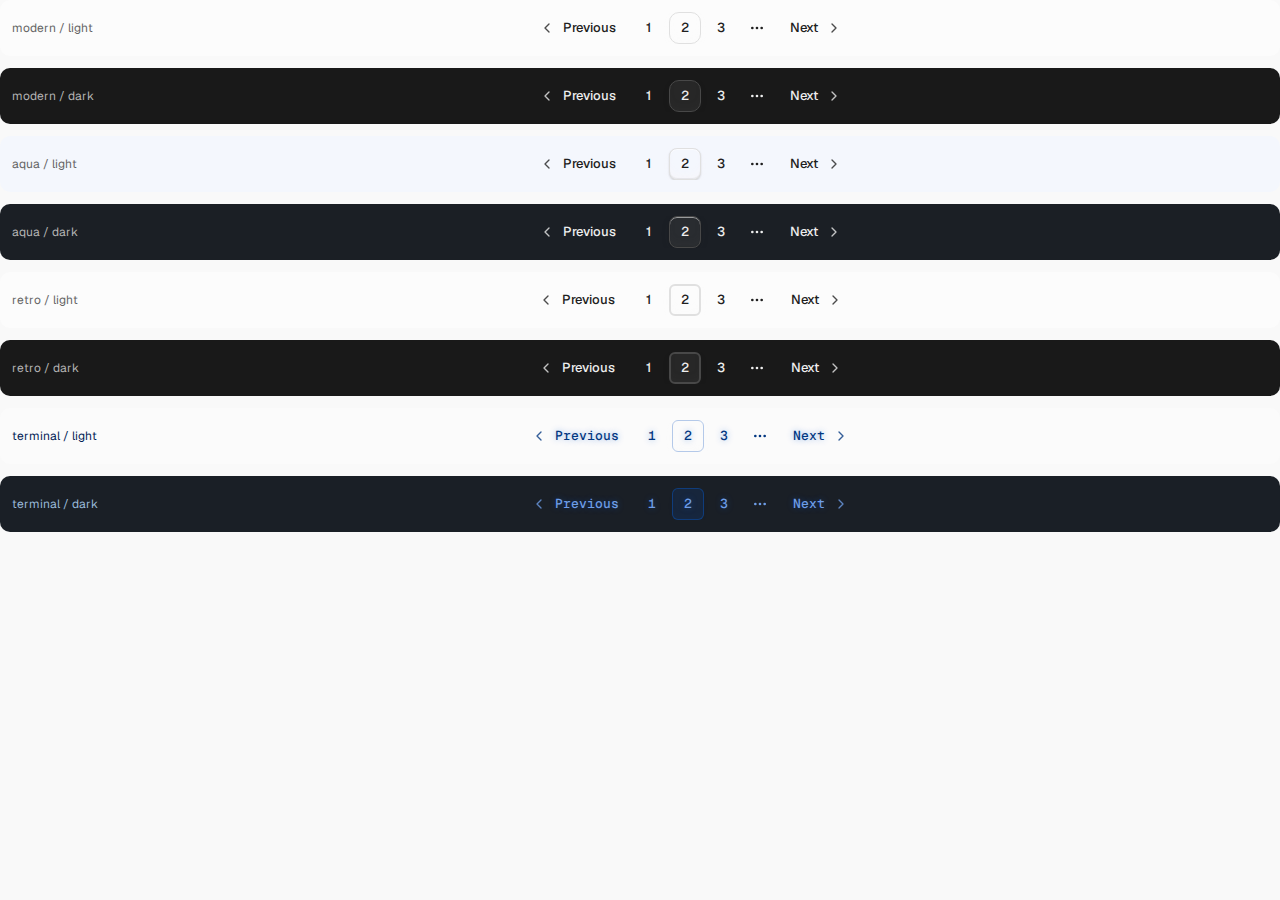 modern / light Previous 1 2 3 ... Next
modern / dark Previous 1 2 3 ... Next
aqua / light Previous 1 2 3 ... Next
aqua / dark Previous 1 2 3 ... Next
retro / light Previous 1 2 3 ... Next
retro / dark Previous 1 2 3 ... Next
terminal / light Previous 1 2 3 ... Next
terminal / dark Previous 1 2 3 ... Next